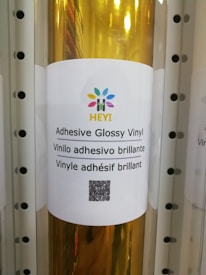 HEYI
Adhesive Glossy Vinyl
Vinilo adhesivo brillante
Vinyle adhésif brillant